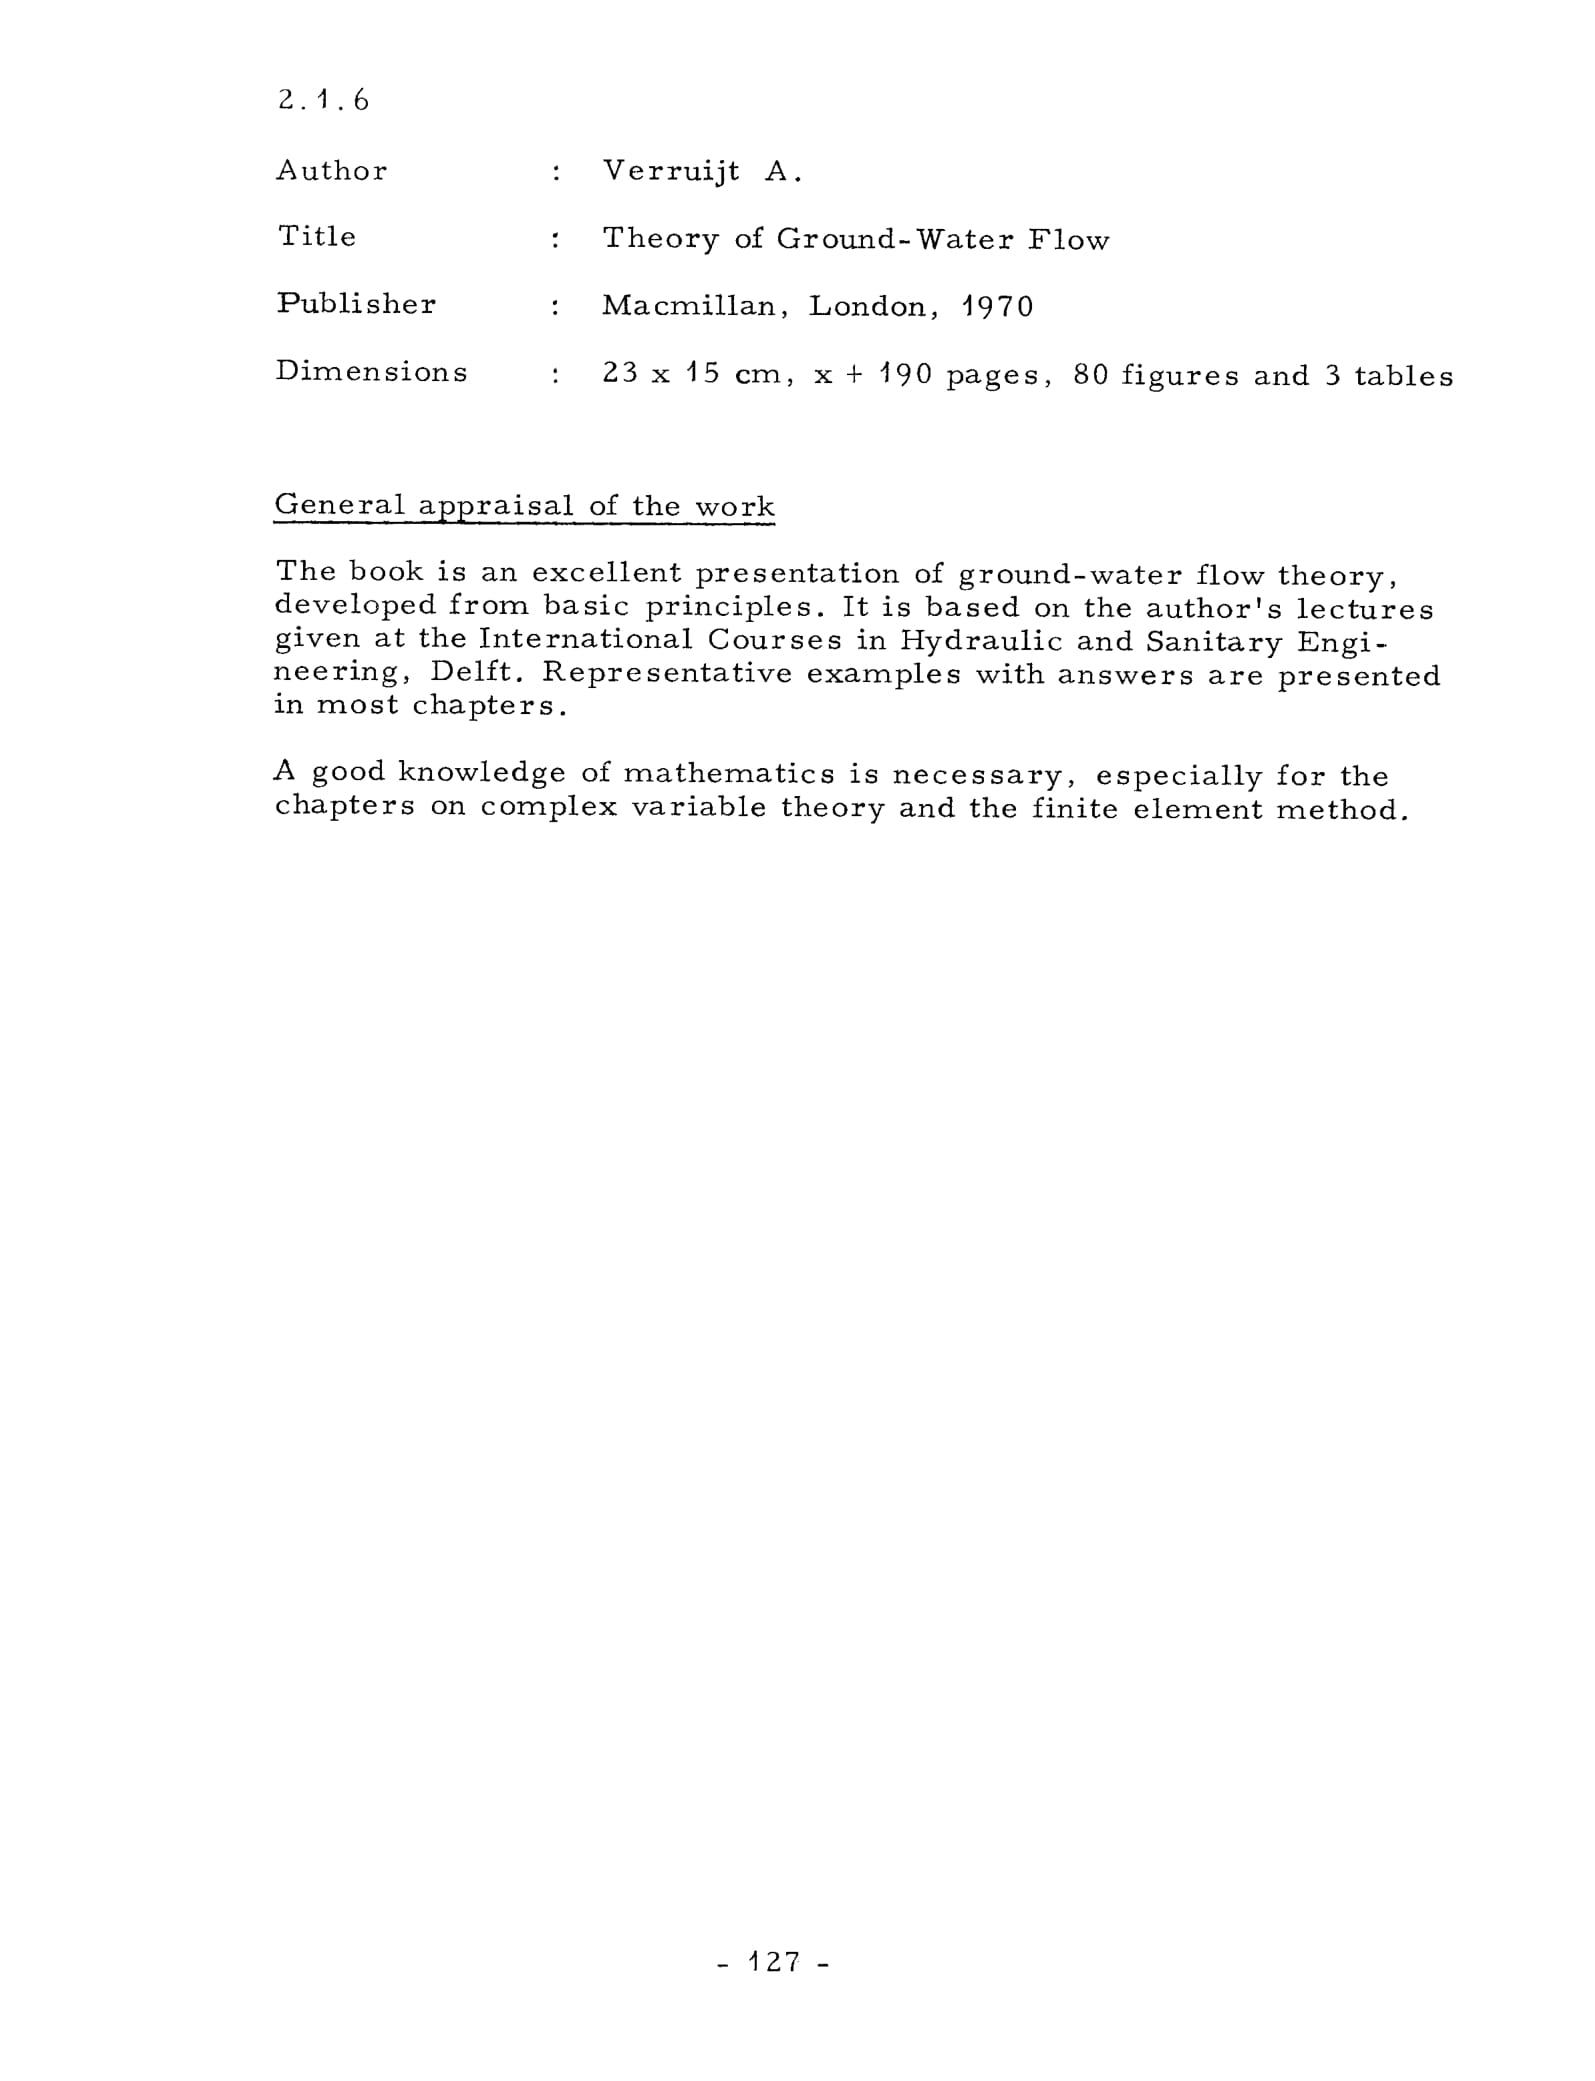 2.1.6
Author : Verruijt A.
Title : Theory of Ground-Water Flow
Publisher : Macmillan, London, 1970
Dimensions : 23 x 15 cm, x + 190 pages, 80 figures and 3 tables
General appraisal of the work
The book is an excellent presentation of ground-water flow theory,
developed from basic principles. It is based on the author's lectures
given at the International Courses in Hydraulic and Sanitary Engi-
neering, Delft. Representative examples with answers are presented
in most chapters.
A good knowledge of mathematics is necessary, especially for the
chapters on complex variable theory and the finite element method.
- 127 -